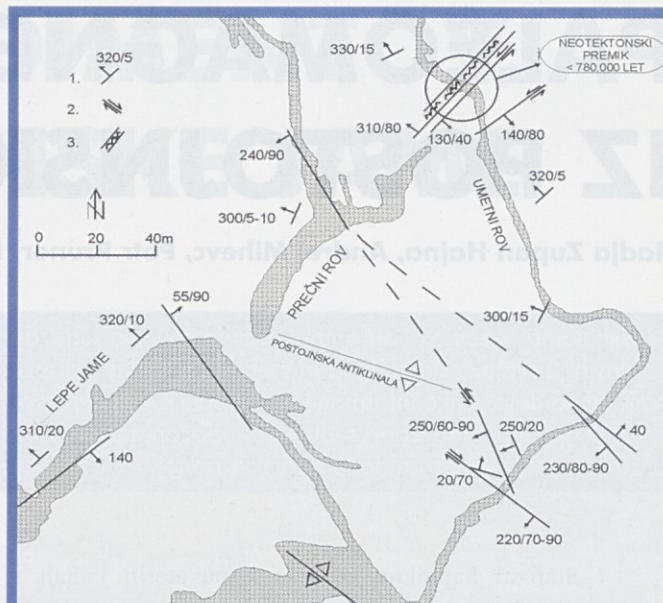 320/5
1.
2.
3.
N
0 20 40m
330/15
NEOTEKTONSKI
PREMIK
< 780.000 LET
310/80
130/40
140/80
240/90
320/5
300/5-10
UMETNI ROV
PREČNI ROV
55/90
320/10
300/15
LEPE JAME
POSTOJNSKA ANTIKLINALA
310/20
140
250/60-90
250/20
40
230/80-90
20/70
220/70-90